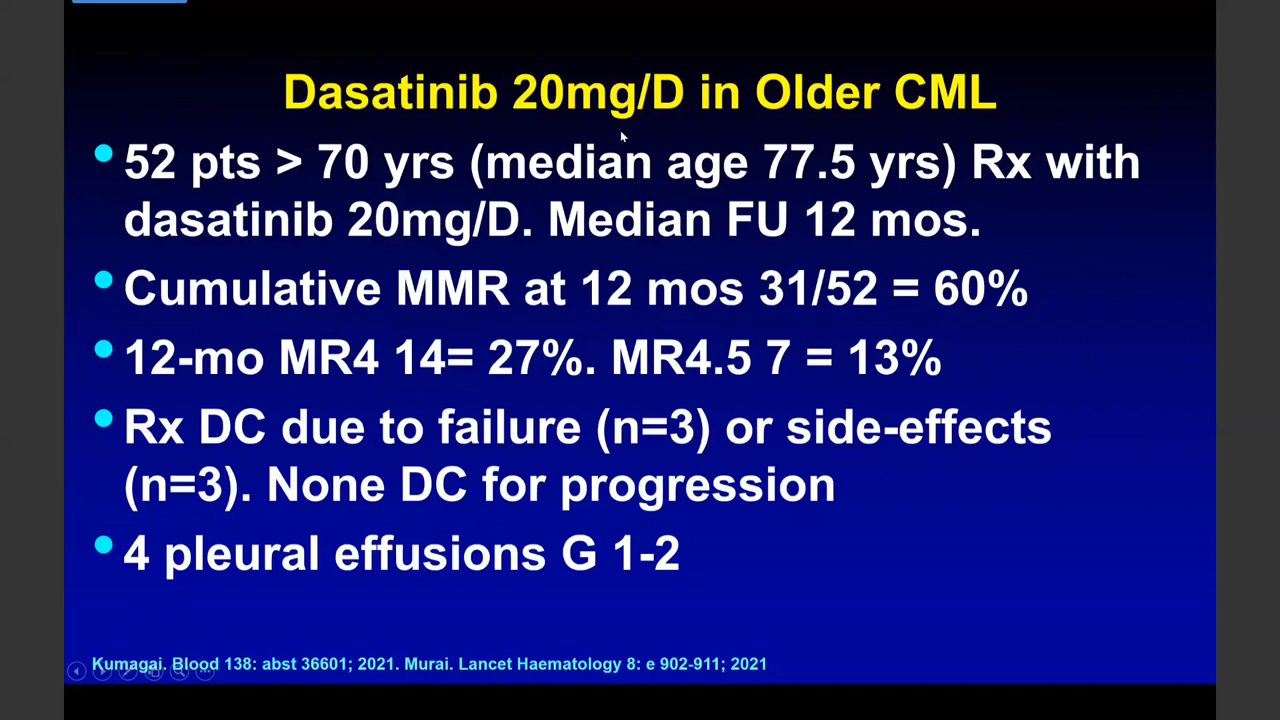 Dasatinib 20mg/D in Older CML
• 52 pts > 70 yrs (median age 77.5 yrs) Rx with
dasatinib 20mg/D. Median FU 12 mos.
• Cumulative MMR at 12 mos 31/52 = 60%
• 12-mo MR4 14= 27%. MR4.5 7 = 13%
• Rx DC due to failure (n=3) or side-effects
(n=3). None DC for progression
• 4 pleural effusions G 1-2
Kumagai. Blood 138: abst 36601; 2021. Murai. Lancet Haematology 8: e 902-911; 2021